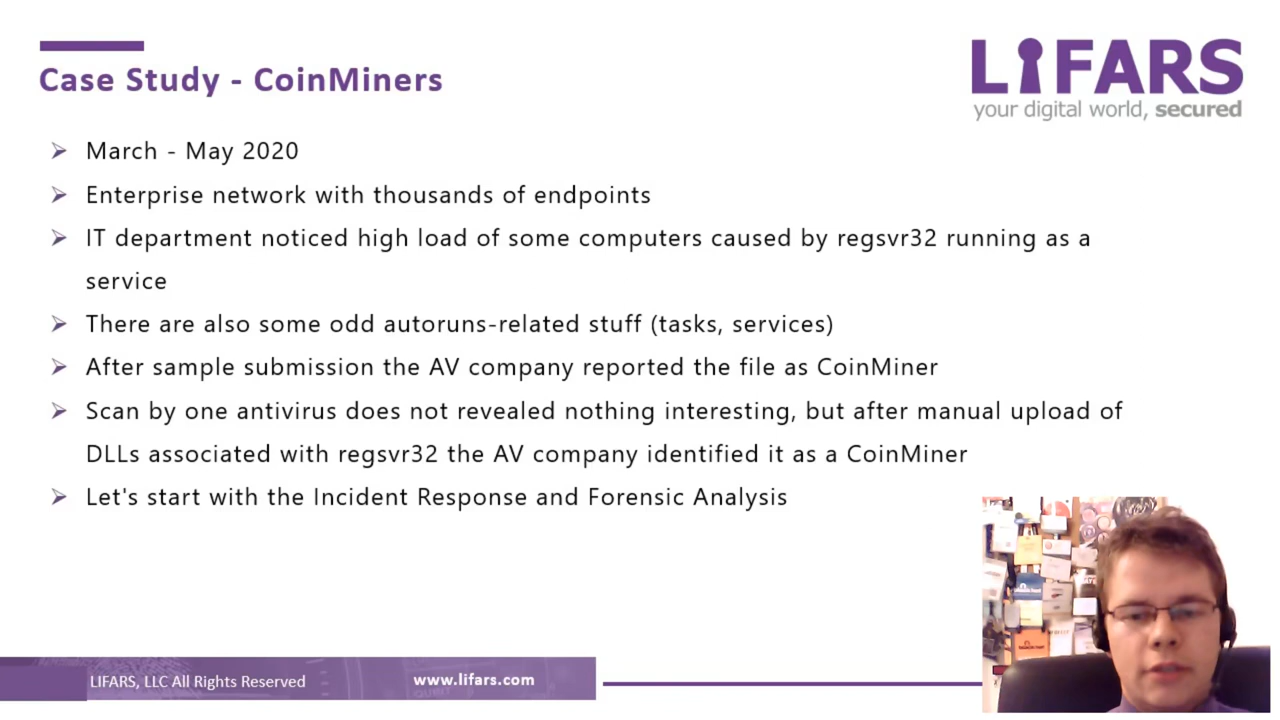 Case Study - CoinMiners
LIFARS
your digital world, secured
➢ March - May 2020
➢ Enterprise network with thousands of endpoints
➢ IT department noticed high load of some computers caused by regsvr32 running as a
service
➢ There are also some odd autoruns-related stuff (tasks, services)
➢ After sample submission the AV company reported the file as CoinMiner
➢ Scan by one antivirus does not revealed nothing interesting, but after manual upload of
DLLs associated with regsvr32 the AV company identified it as a CoinMiner
➢ Let's start with the Incident Response and Forensic Analysis
LIFARS, LLC All Rights Reserved
www.lifars.com